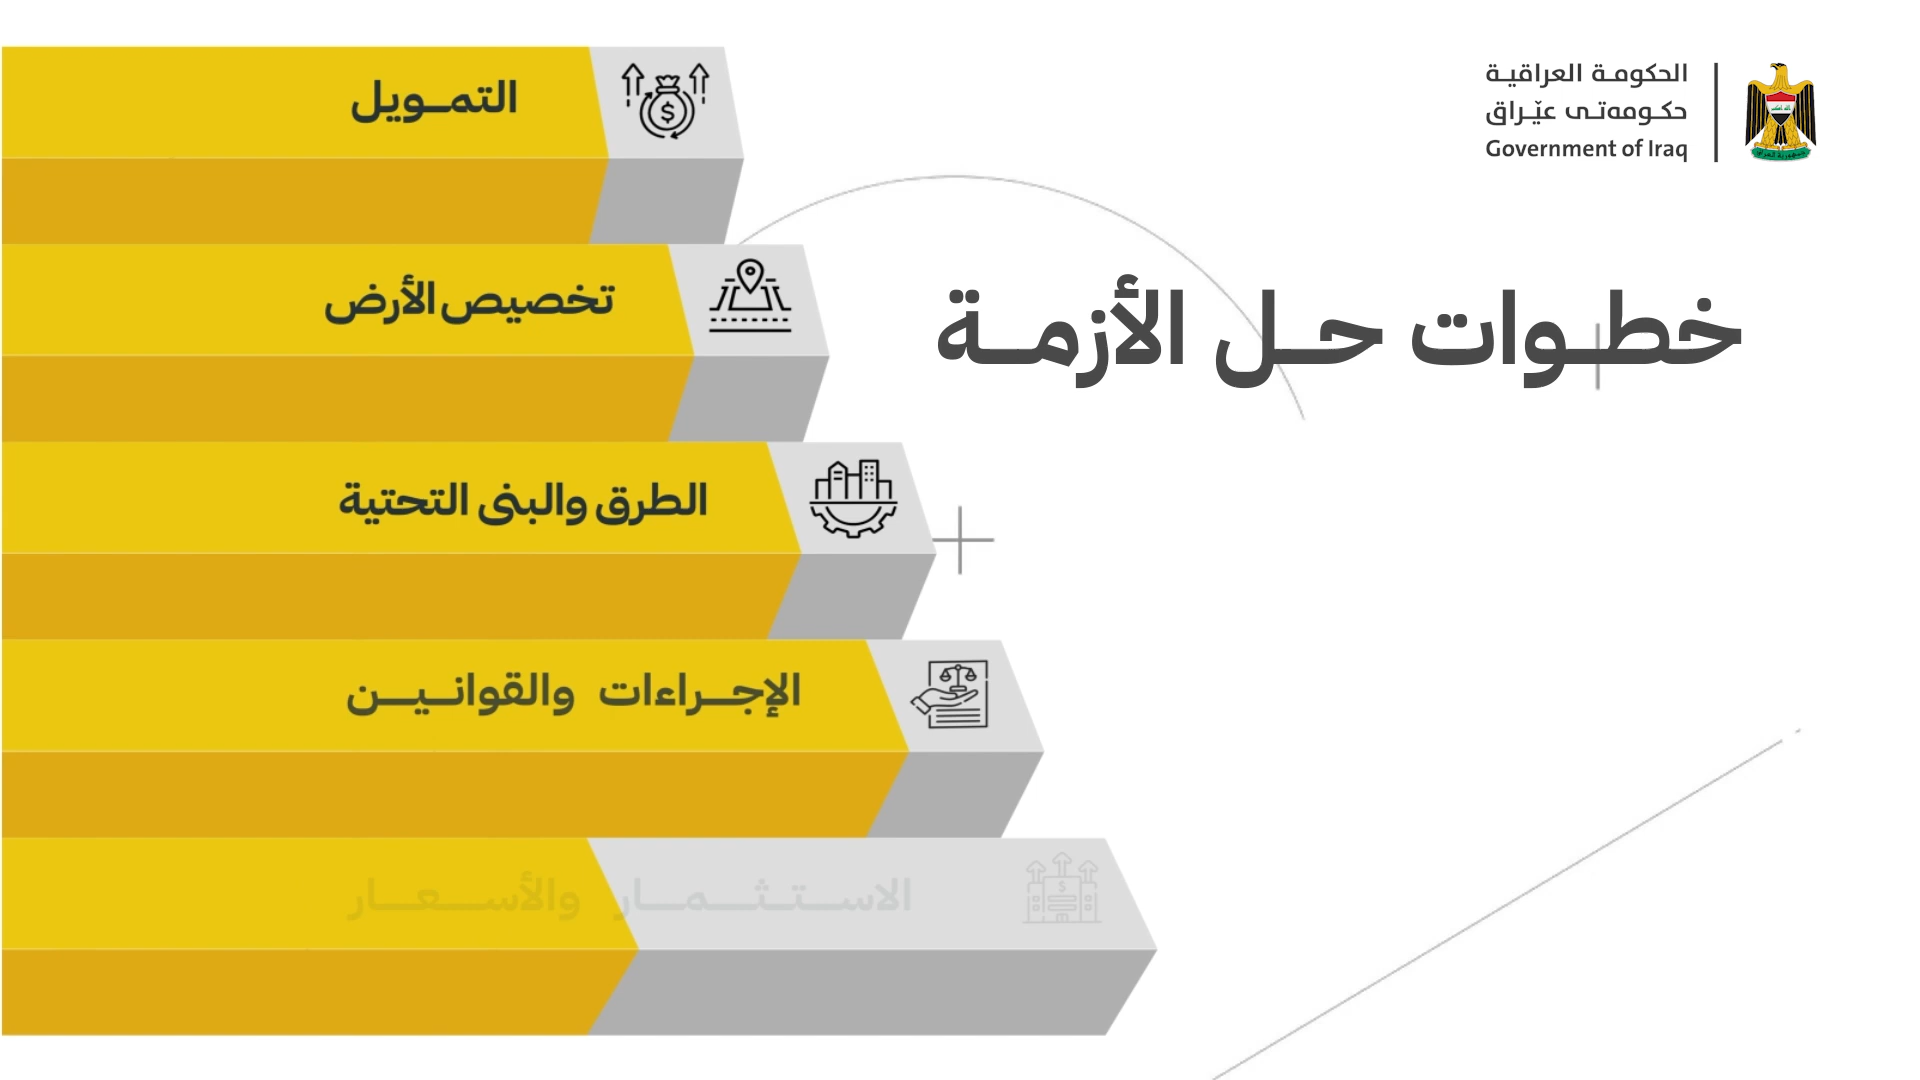 الحكومة العراقية
حكومەتى عێراق
Government of Iraq
خطوات حل الأزمة
التمويل
تخصيص الأرض
الطرق والبنى التحتية
الإجراءات والقوانين
الاستثمار والأسعار